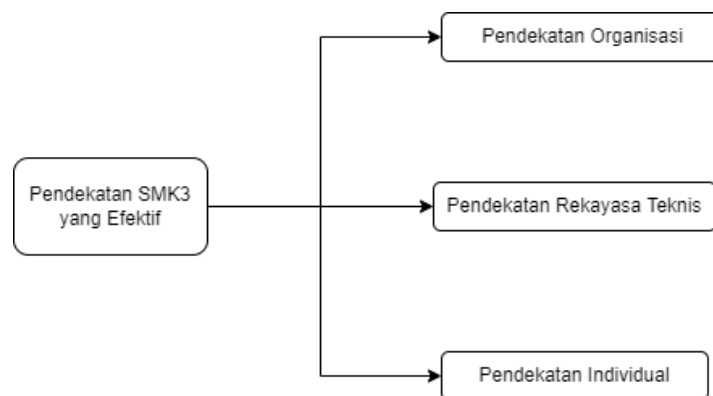 Pendekatan Organisasi
Pendekatan SMK3
yang Efektif
Pendekatan Rekayasa Teknis
Pendekatan Individual